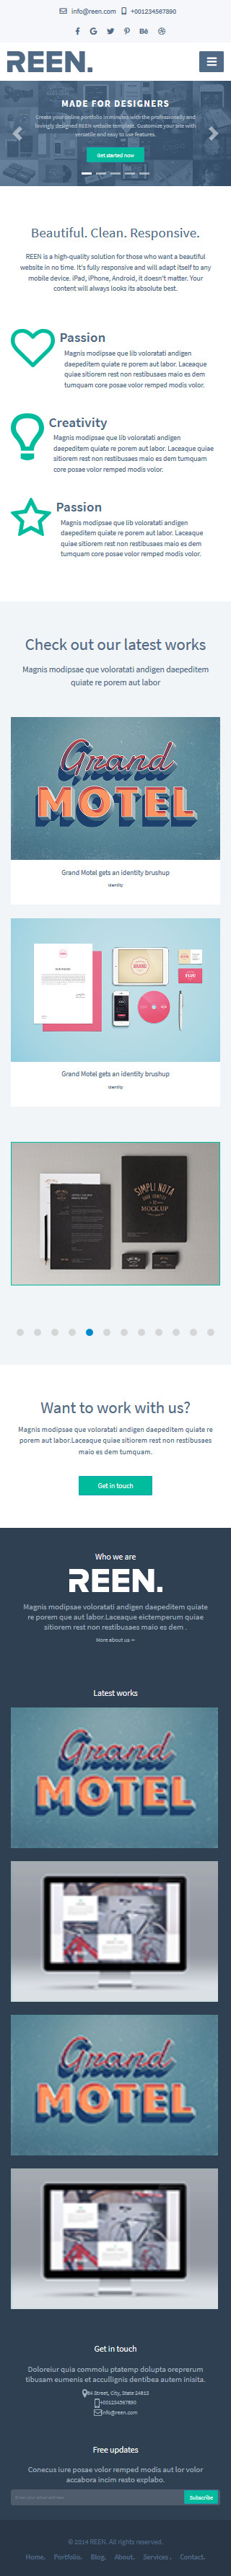 info@reen.com +001234567890
REEN.
MADE FOR DESIGNERS
Create your online portfolio in minutes with the professionally and
lovingly designed REEN website template. Customize your site with
versatile and easy to use features.
Get started now
Beautiful. Clean. Responsive.
REEN is a high-quality solution for those who want a beautiful
website in no time. It's fully responsive and will adapt itself to any
mobile device. iPad, iPhone, Android, it doesn't matter. Your
content will always looks its absolute best.
Passion
Magnis modipsae que lib voloratati andigen
daepeditem quiate re porem aut labor. Laceaque
quiae sitiorem rest non restibusaes maio es dem
tumquam core posae volor remped modis volor.
Creativity
Magnis modipsae que lib voloratati andigen
daepeditem quiate re porem aut labor. Laceaque quiae
sitiorem rest non restibusaes maio es dem tumquam
core posae volor remped modis volor.
Passion
Magnis modipsae que lib voloratati andigen
daepeditem quiate re porem aut labor. Laceaque
quiae sitiorem rest non restibusaes maio es dem
tumquam core posae volor remped modis volor.
Check out our latest works
Magnis modipsae que voloratati andigen daepeditem
quiate re porem aut labor
Grand
MOTEL
Grand Motel gets an identity brushup
Identity
GRAND
Grand Motel gets an identity brushup
Identity
SIMPLI NOTA
MOCKUP
Want to work with us?
Magnis modipsae que voloratati andigen daepeditem quiate re
porem aut labor.Laceaque quiae sitiorem rest non restibusaes
maio es dem tumquam.
Get in touch
Who we are
REEN.
Magnis modipsae voloratati andigen daepeditem quiate
re porem que aut labor.Laceaque eictemperum quiae
sitiorem rest non restibusaes maio es dem .
More about us
Latest works
Grand
MOTEL
Grand
MOTEL
Get in touch
Doloreiur quia commolu ptatemp dolupta oreprerum
tibusam eumenis et accullignis dentibea autem inisita.
84 Street, City, State 24813
+001234567890
info@reen.com
Free updates
Conecus iure posae volor remped modis aut lor volor
accabora incim resto explabo.
Subscribe
© 2014 REEN. All rights reserved.
Home. Portfolio. Blog. About. Services . Contact.